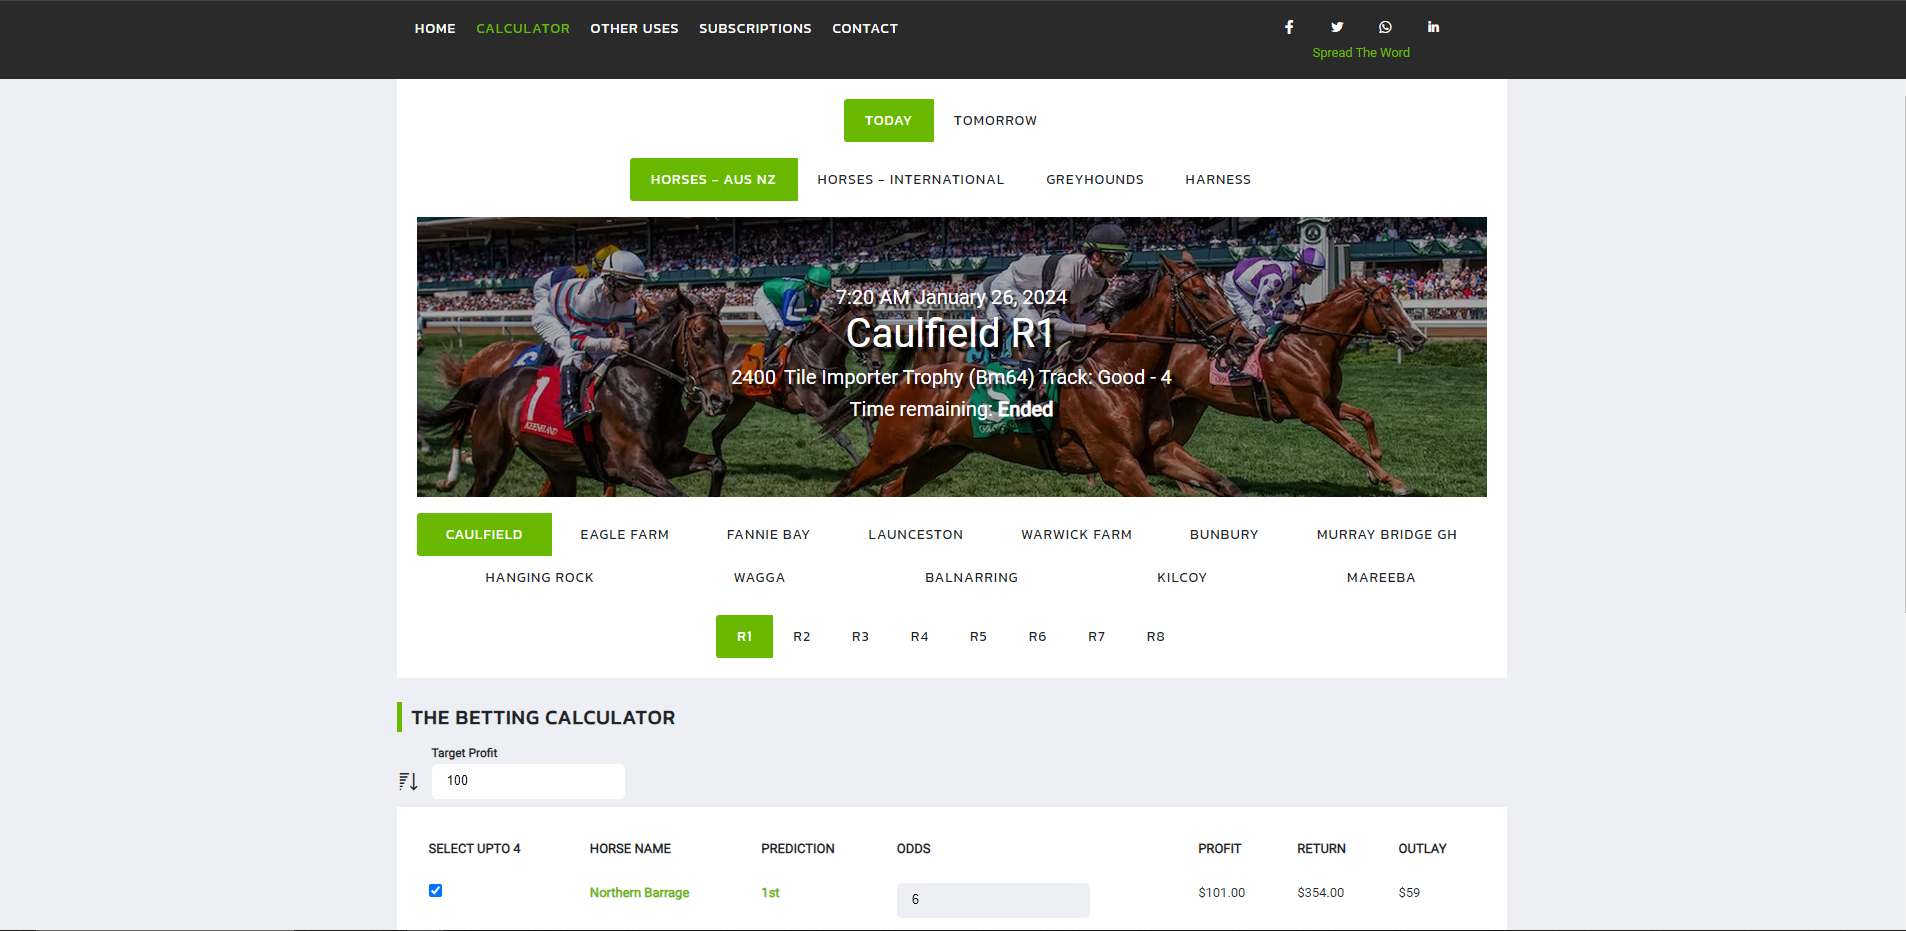 HOME CALCULATOR OTHER USES SUBSCRIPTIONS CONTACT
Spread The Word
TODAY TOMORROW
HORSES – AUS NZ HORSES – INTERNATIONAL GREYHOUNDS HARNESS
7:20 AM January 26, 2024
Caulfield R1
2400 Tile Importer Trophy (Bm64) Track: Good - 4
Time remaining: Ended
1
KEENELAND
5
CAULFIELD EAGLE FARM FANNIE BAY LAUNCESTON WARWICK FARM BUNBURY MURRAY BRIDGE GH
HANGING ROCK WAGGA BALNARRING KILCOY MAREEBA
R1 R2 R3 R4 R5 R6 R7 R8
THE BETTING CALCULATOR
Target Profit
100
SELECT UPTO 4 HORSE NAME PREDICTION ODDS PROFIT RETURN OUTLAY
Northern Barrage 1st 6 $101.00 $354.00 $59